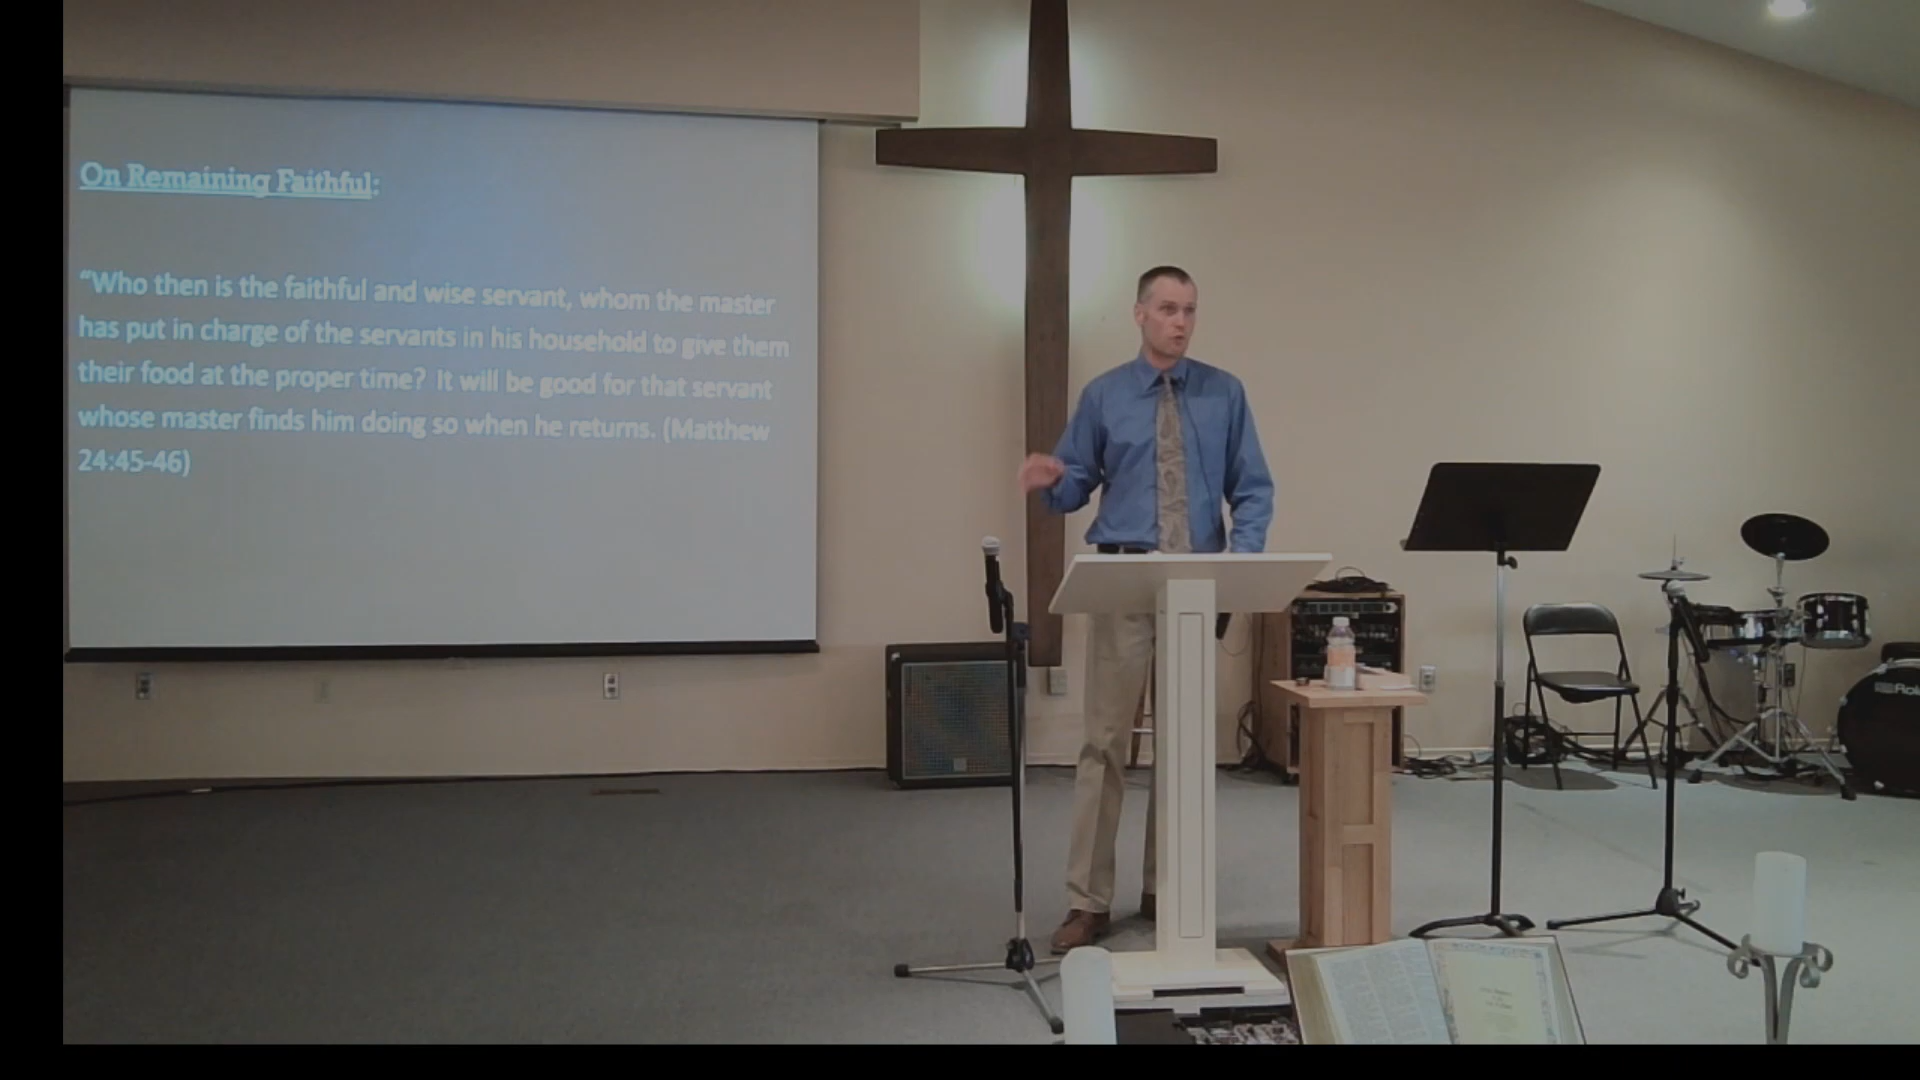 On Remaining Faithful:
“Who then is the faithful and wise servant, whom the master
has put in charge of the servants in his household to give them
their food at the proper time? It will be good for that servant
whose master finds him doing so when he returns. (Matthew
24:45-46)